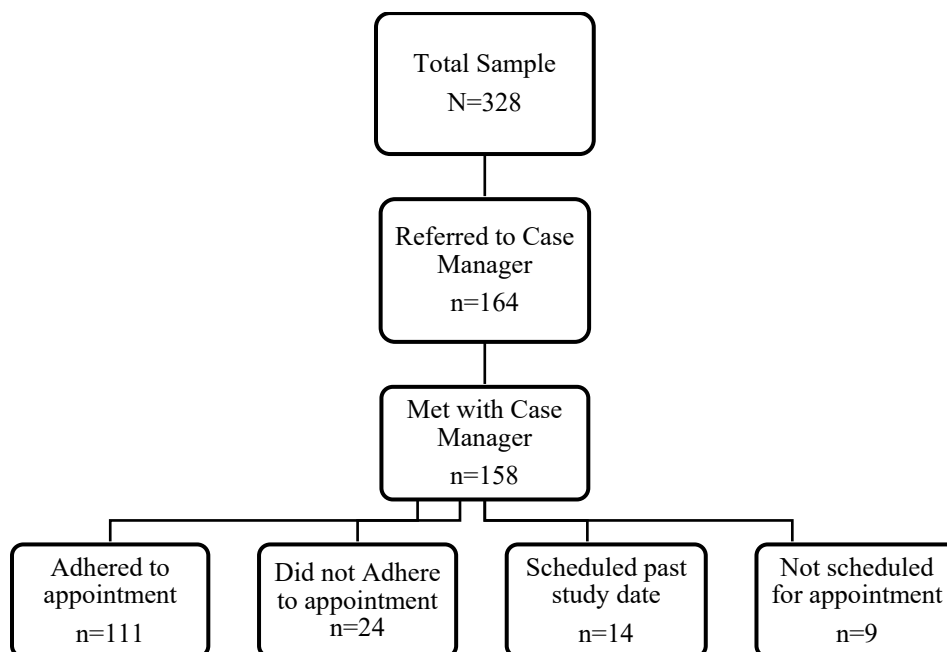 Total Sample
N=328
Referred to Case
Manager
n=164
Met with Case
Manager
n=158
Adhered to
appointment
n=111
Did not Adhere
to appointment
n=24
Scheduled past
study date
n=14
Not scheduled
for appointment
n=9